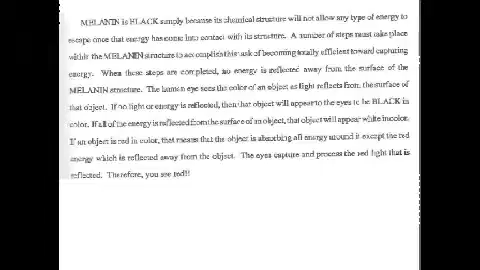 MELANIN is BLACK simply because its chemical structure will not allow any type of energy to
escape once that energy has come into contact with its structure. A number of steps must take place
within the MELANIN structure to accomplish this task of becoming totally efficient toward capturing
energy. When these steps are completed, no energy is reflected away from the surface of the
MELANIN structure. The human eye sees the color of an object as light reflects from the surface of
that object. If no light or energy is reflected, then that object will appear to the eyes to be BLACK in
color. If all of the energy is reflected from the surface of an object, that object will appear white in color.
If an object is red in color, that means that the object is absorbing all energy around it except the red
energy which is reflected away from the object. The eyes capture and process the red light that is
reflected. Therefore, you see red!!